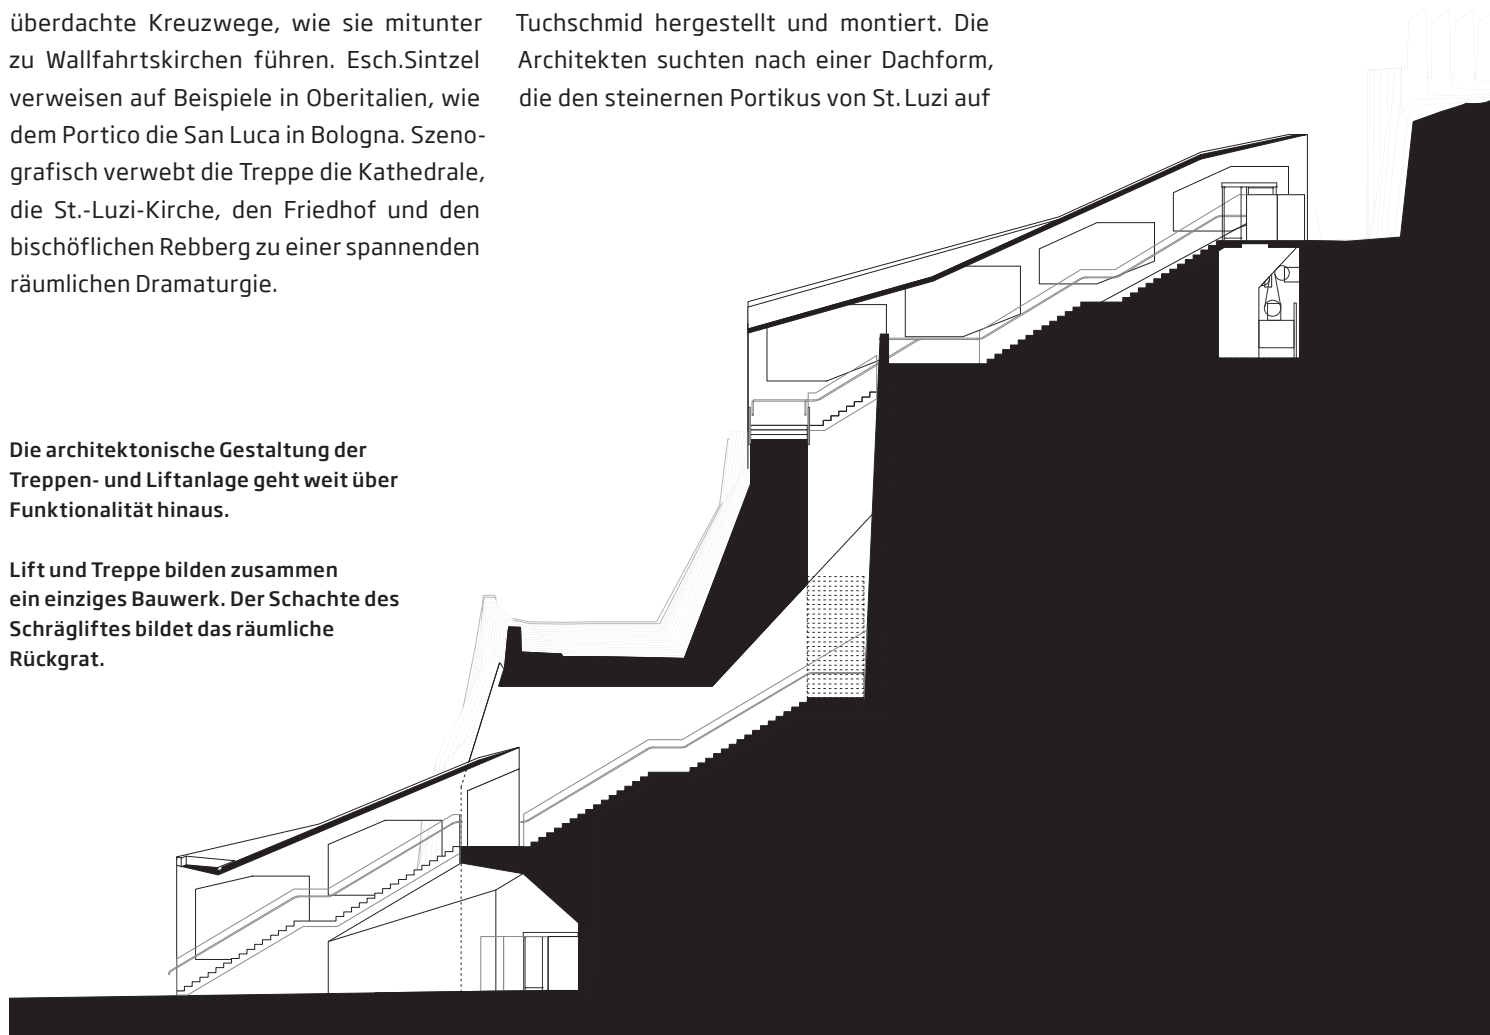 überdachte Kreuzwege, wie sie mitunter
zu Wallfahrtskirchen führen. Esch.Sintzel
verweisen auf Beispiele in Oberitalien, wie
dem Portico die San Luca in Bologna. Szeno-
grafisch verwebt die Treppe die Kathedrale,
die St.-Luzi-Kirche, den Friedhof und den
bischöflichen Rebberg zu einer spannenden
räumlichen Dramaturgie.
Tuchschmid hergestellt und montiert. Die
Architekten suchten nach einer Dachform,
die den steinernen Portikus von St. Luzi auf
Die architektonische Gestaltung der
Treppen- und Liftanlage geht weit über
Funktionalität hinaus.
Lift und Treppe bilden zusammen
ein einziges Bauwerk. Der Schachte des
Schrägliftes bildet das räumliche
Rückgrat.